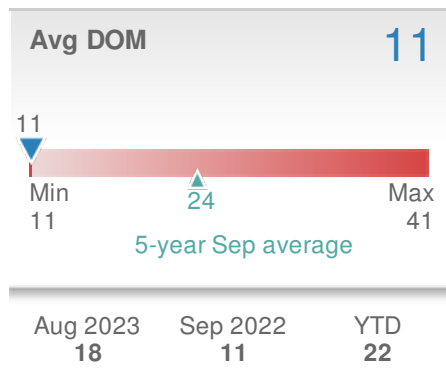 Avg DOM 11
11
Min Max
24
11 41
5-year Sep average
Aug 2023 Sep 2022 YTD
18 11 22